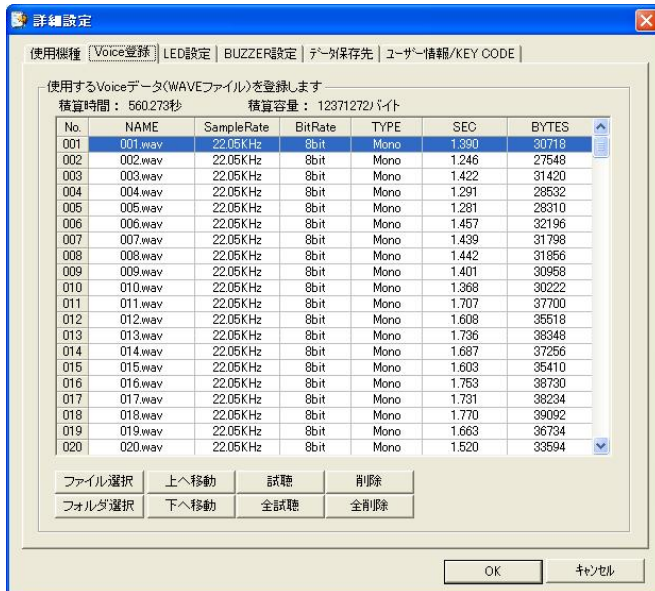 詳細設定
使用機種 Voice登録 LED設定 BUZZER設定 データ保存先 ユーザー情報/KEY CODE
使用するVoiceデータ(WAVEファイル)を登録します
積算時間： 560.273秒 積算容量： 12371272バイト
No. NAME SampleRate BitRate TYPE SEC BYTES
001 001.wav 22.05KHz 8bit Mono 1.390 30718
002 002.wav 22.05KHz 8bit Mono 1.246 27548
003 003.wav 22.05KHz 8bit Mono 1.422 31420
004 004.wav 22.05KHz 8bit Mono 1.291 28532
005 005.wav 22.05KHz 8bit Mono 1.281 28310
006 006.wav 22.05KHz 8bit Mono 1.457 32196
007 007.wav 22.05KHz 8bit Mono 1.439 31798
008 008.wav 22.05KHz 8bit Mono 1.442 31856
009 009.wav 22.05KHz 8bit Mono 1.401 30958
010 010.wav 22.05KHz 8bit Mono 1.368 30222
011 011.wav 22.05KHz 8bit Mono 1.707 37700
012 012.wav 22.05KHz 8bit Mono 1.608 35518
013 013.wav 22.05KHz 8bit Mono 1.736 38348
014 014.wav 22.05KHz 8bit Mono 1.687 37256
015 015.wav 22.05KHz 8bit Mono 1.603 35410
016 016.wav 22.05KHz 8bit Mono 1.753 38730
017 017.wav 22.05KHz 8bit Mono 1.731 38234
018 018.wav 22.05KHz 8bit Mono 1.770 39092
019 019.wav 22.05KHz 8bit Mono 1.663 36734
020 020.wav 22.05KHz 8bit Mono 1.520 33594
ファイル選択 上へ移動 試聴 削除
フォルダ選択 下へ移動 全試聴 全削除
OK キャンセル